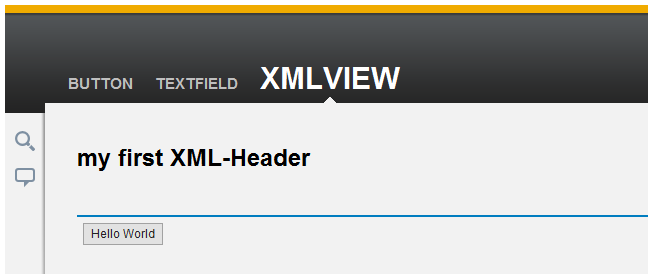 BUTTON TEXTFIELD XMLVIEW
my first XML-Header
Hello World